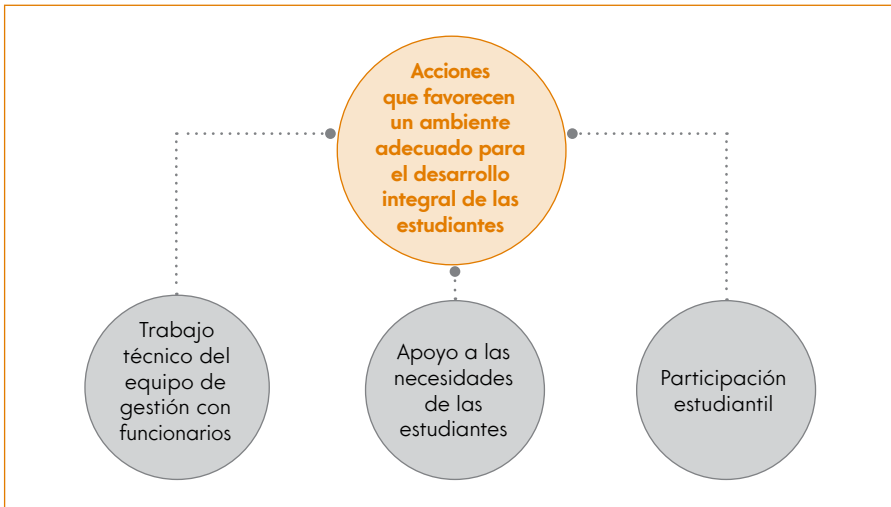 Acciones
que favorecen
un ambiente
adecuado para
el desarrollo
integral de las
estudiantes
Trabajo
técnico del
equipo de
gestión con
funcionarios
Apoyo a las
necesidades
de las
estudiantes
Participación
estudiantil